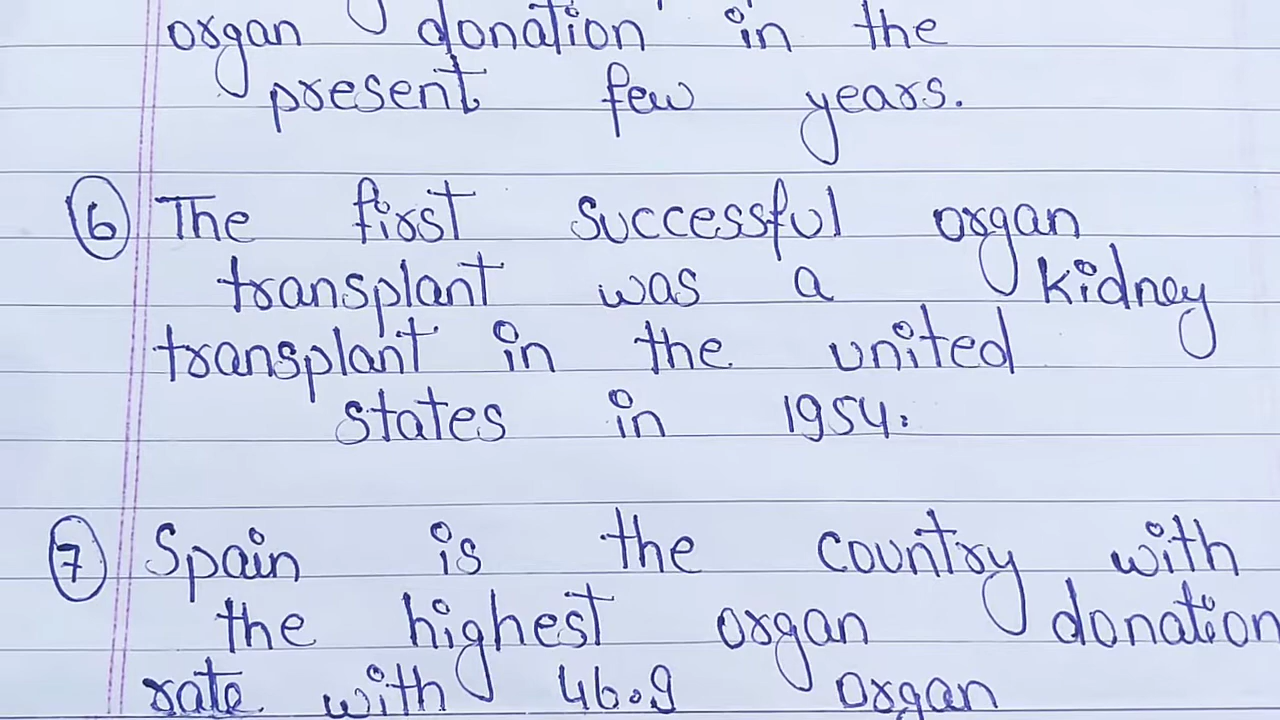 organ donation in the
present few years.
6 The first successful organ
transplant was a kidney
transplant in the united
states in 1954.
7 Spain is the country with
the highest organ donation
rate with 46.9 organ